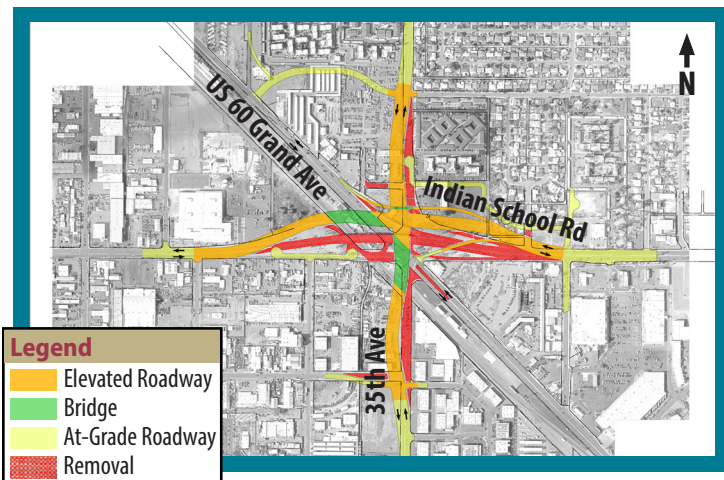 N
US 60 Grand Ave
Indian School Rd
35th Ave
Legend
Elevated Roadway
Bridge
At-Grade Roadway
Removal